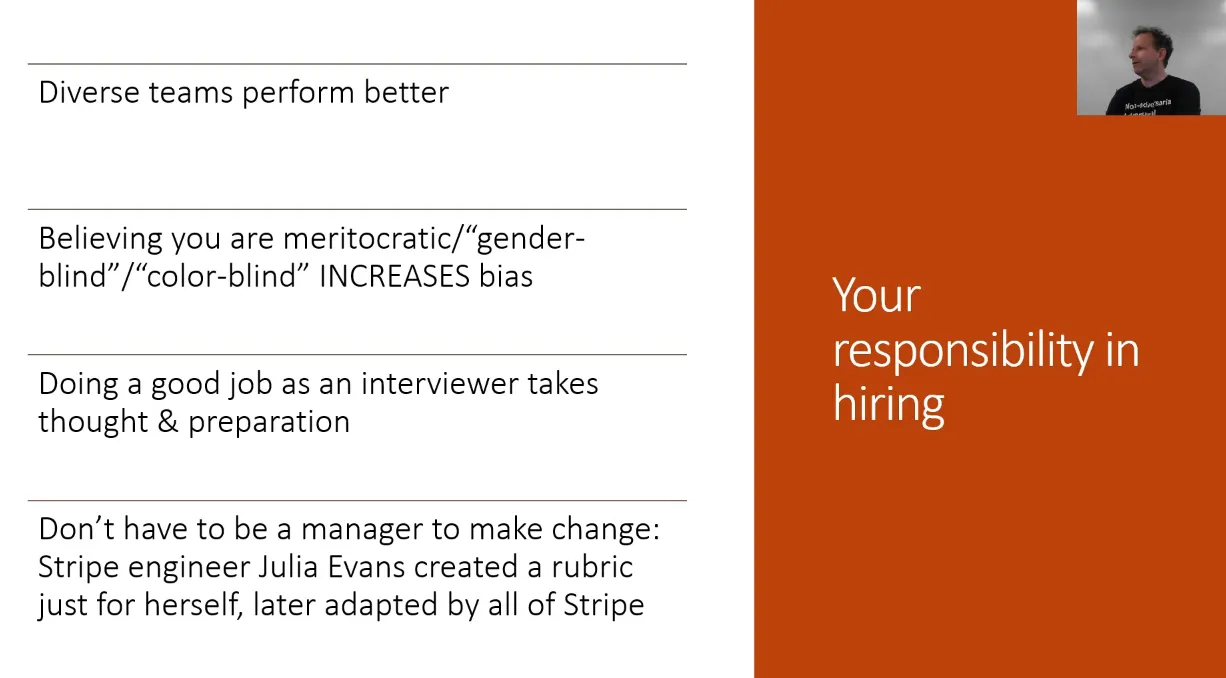 Diverse teams perform better
Believing you are meritocratic/“gender-
blind”/“color-blind” INCREASES bias
Doing a good job as an interviewer takes
thought & preparation
Don’t have to be a manager to make change:
Stripe engineer Julia Evans created a rubric
just for herself, later adapted by all of Stripe
Your
responsibility in
hiring